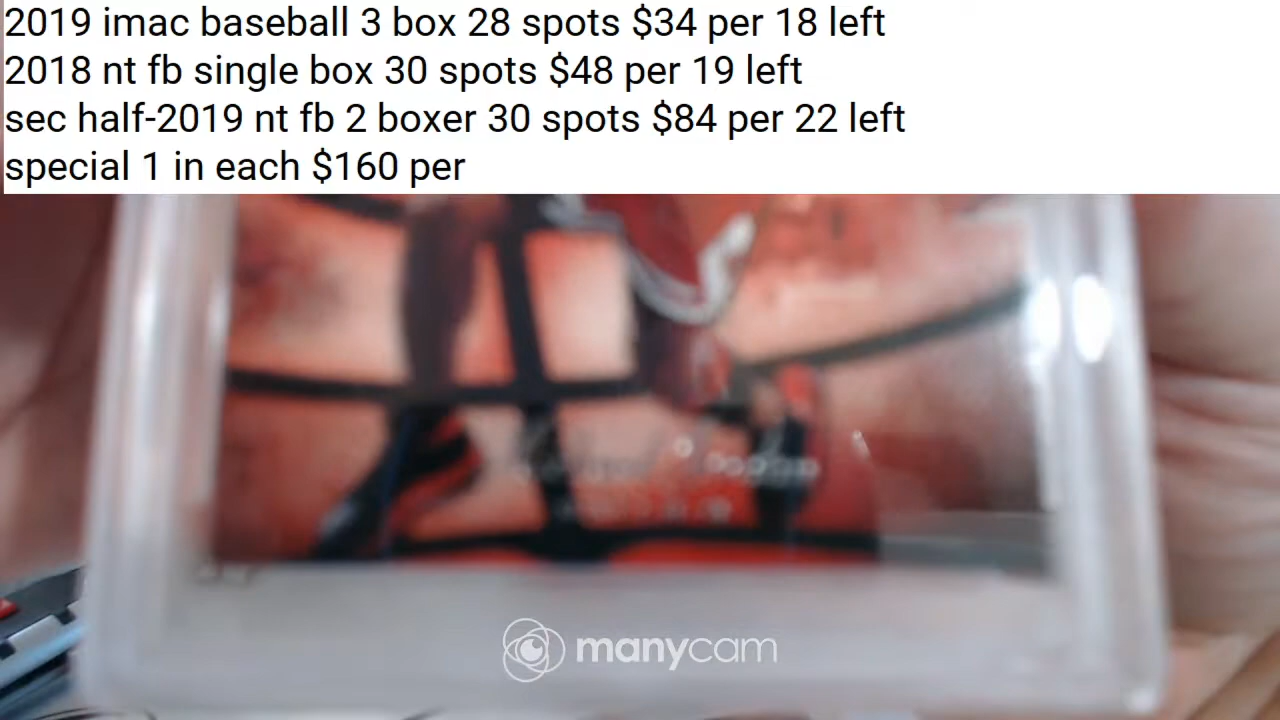 2019 imac baseball 3 box 28 spots $34 per 18 left
2018 nt fb single box 30 spots $48 per 19 left
sec half-2019 nt fb 2 boxer 30 spots $84 per 22 left
special 1 in each $160 per
manycam